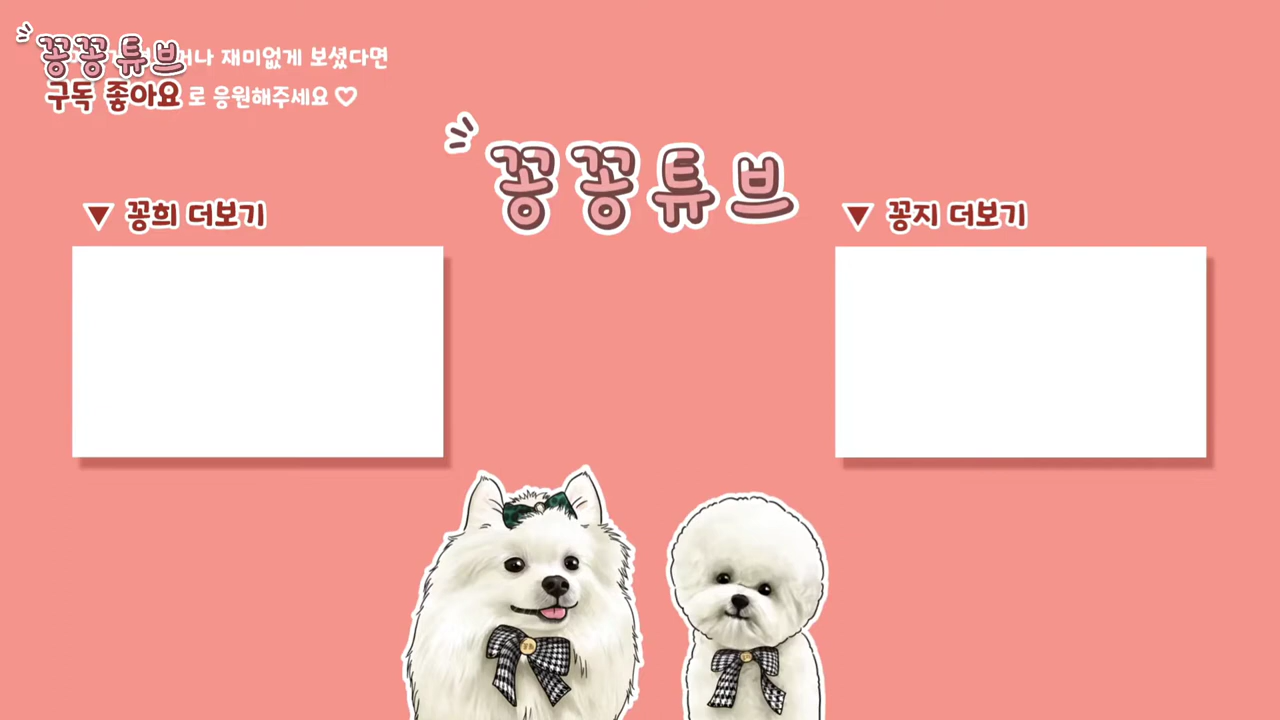 꽁꽁튜브
거나 재미없게 보셨다면
구독 좋아요로 응원해주세요♡
꽁꽁튜브
▼ 꽁희 더보기
▼ 꽁지 더보기